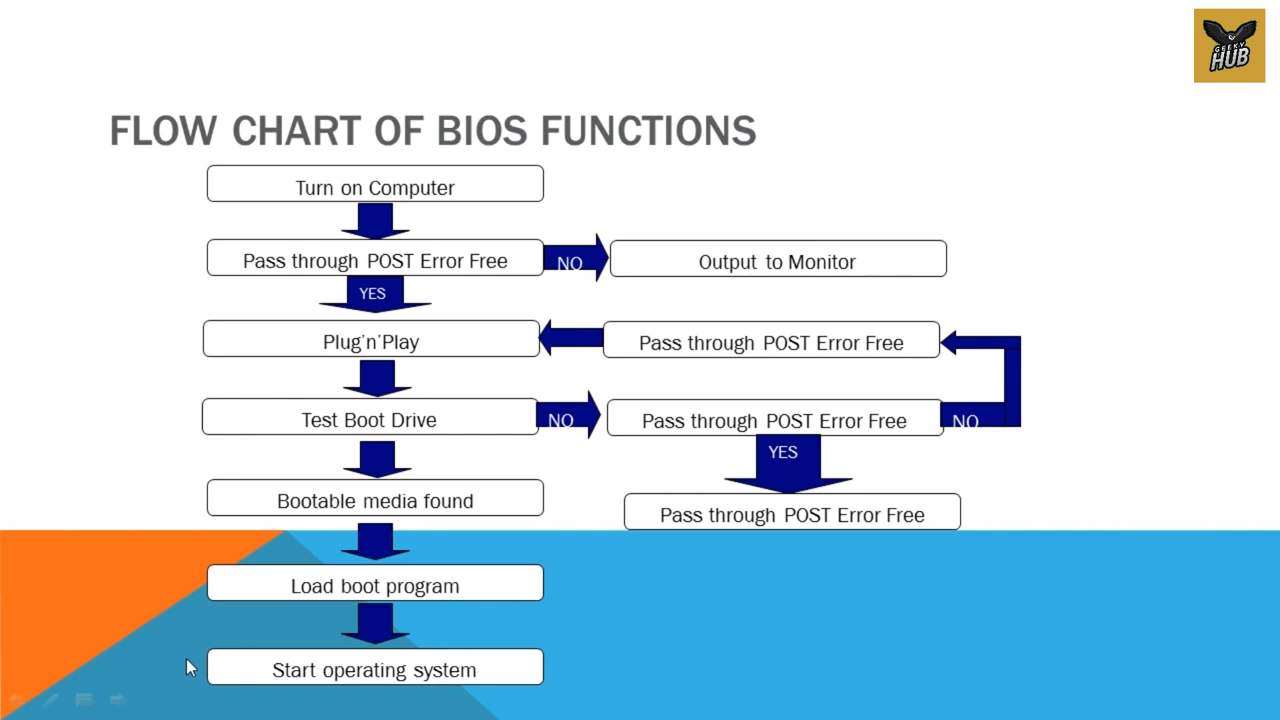 GEEKY
HUB
FLOW CHART OF BIOS FUNCTIONS
Turn on Computer
Pass through POST Error Free
NO
Output to Monitor
YES
Plug'n'Play
Pass through POST Error Free
Test Boot Drive
NO
Pass through POST Error Free
NO
YES
Bootable media found
Pass through POST Error Free
Load boot program
Start operating system